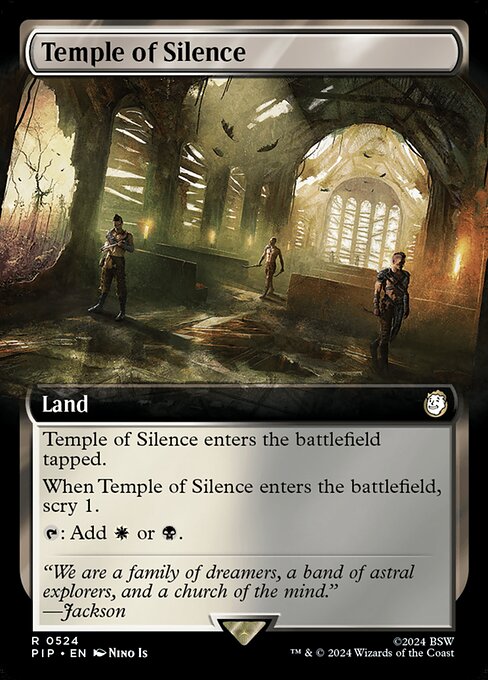 Temple of Silence
Land
Temple of Silence enters the battlefield
tapped.
When Temple of Silence enters the battlefield,
scry 1.
: Add or .
“We are a family of dreamers, a band of astral
explorers, and a church of the mind.”
—Jackson
R 0524
PIP • EN Nino Is
©2024 BSW
™ & © 2024 Wizards of the Coast